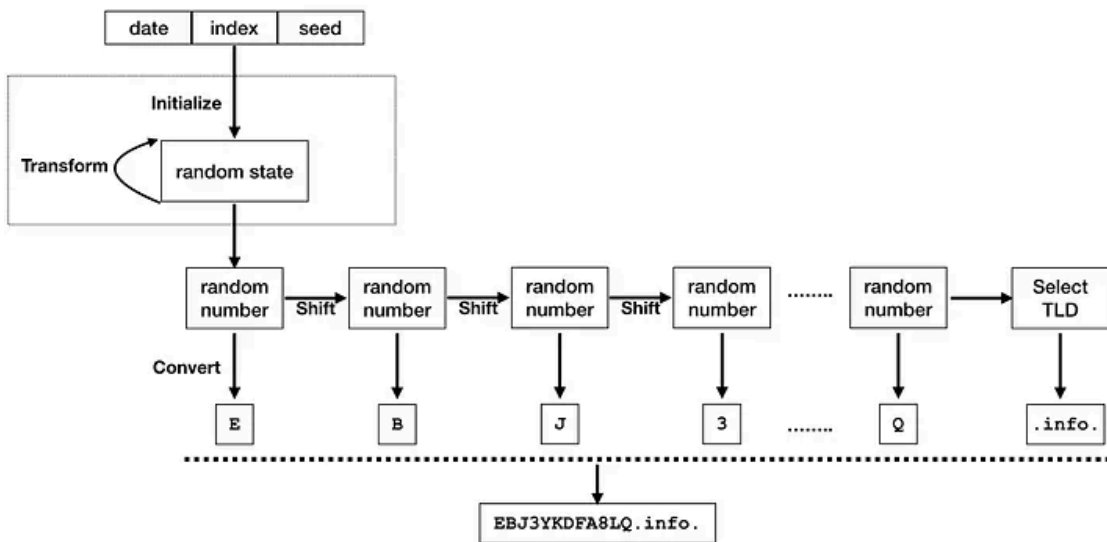 date index seed
Initialize
Transform
random state
random random random random random Select
number Shift number Shift number Shift number ........ number TLD
Convert
E B J 3 ........ Q .info.
EBJ3YKDFA8LQ.info.